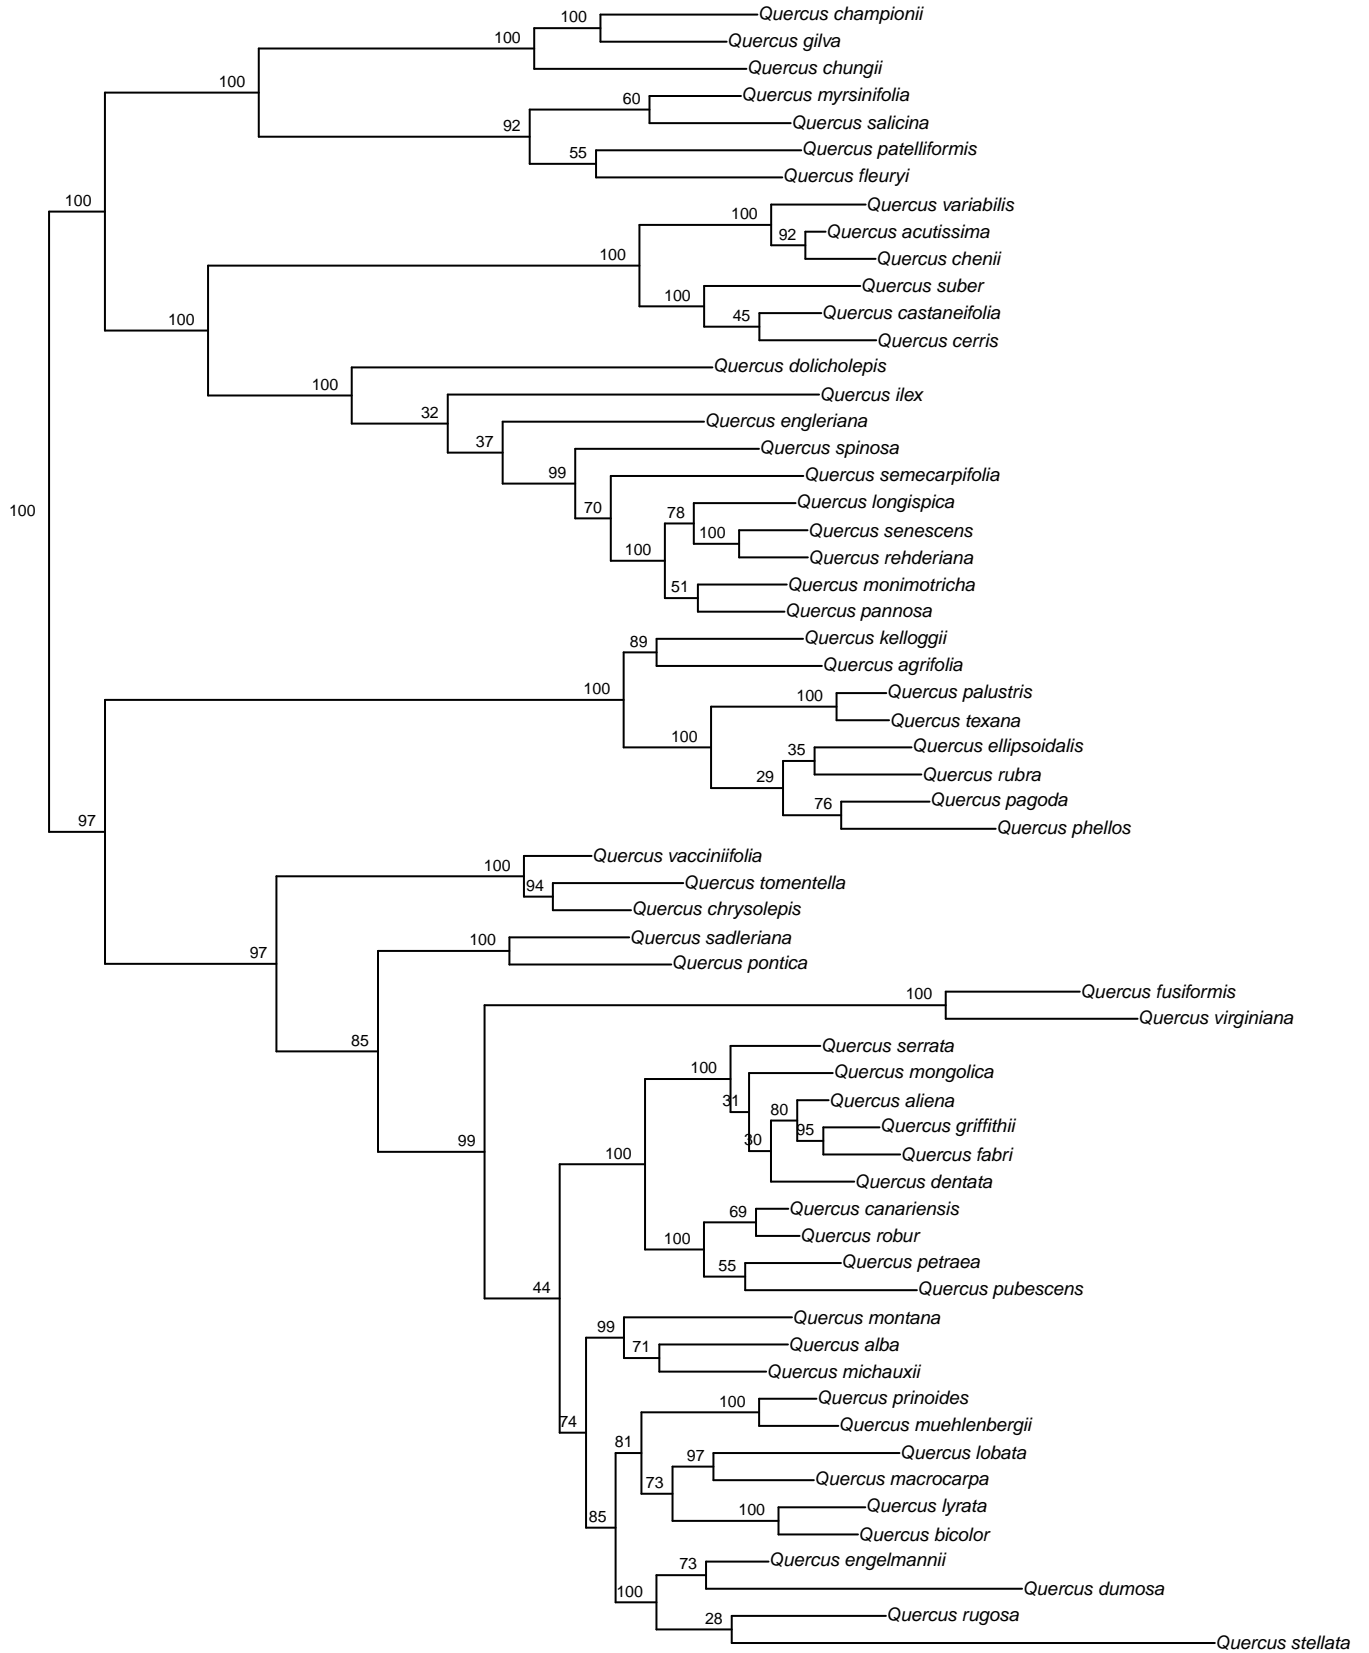 100 Quercus championii
100 Quercus gilva
Quercus chungii
100
60 Quercus myrsinifolia
92 Quercus salicina
55 Quercus patelliformis
Quercus fleuryi
100
100 Quercus variabilis
92 Quercus acutissima
100 Quercus chenii
100 Quercus suber
45 Quercus castaneifolia
100 Quercus cerris
Quercus dolicholepis
100
32 Quercus ilex
37 Quercus engleriana
99 Quercus spinosa
70 Quercus semecarpifolia
78 Quercus longispica
100 100 Quercus senescens
100 Quercus rehderiana
51 Quercus monimotricha
Quercus pannosa
89 Quercus kelloggii
Quercus agrifolia
100
100 Quercus palustris
100 Quercus texana
35 Quercus ellipsoidalis
29 Quercus rubra
76 Quercus pagoda
97 Quercus phellos
100 Quercus vacciniifolia
94 Quercus tomentella
Quercus chrysolepis
97 100 Quercus sadleriana
Quercus pontica
100 Quercus fusiformis
Quercus virginiana
85
Quercus serrata
100 Quercus mongolica
31 80 Quercus aliena
95 Quercus griffithii
99 30 Quercus fabri
100 Quercus dentata
69 Quercus canariensis
100 Quercus robur
55 Quercus petraea
44 Quercus pubescens
99 Quercus montana
71 Quercus alba
Quercus michauxii
100 Quercus prinoides
74 Quercus muehlenbergii
81
97 Quercus lobata
73 Quercus macrocarpa
100 Quercus lyrata
85 Quercus bicolor
73 Quercus engelmannii
100 Quercus dumosa
28 Quercus rugosa
Quercus stellata